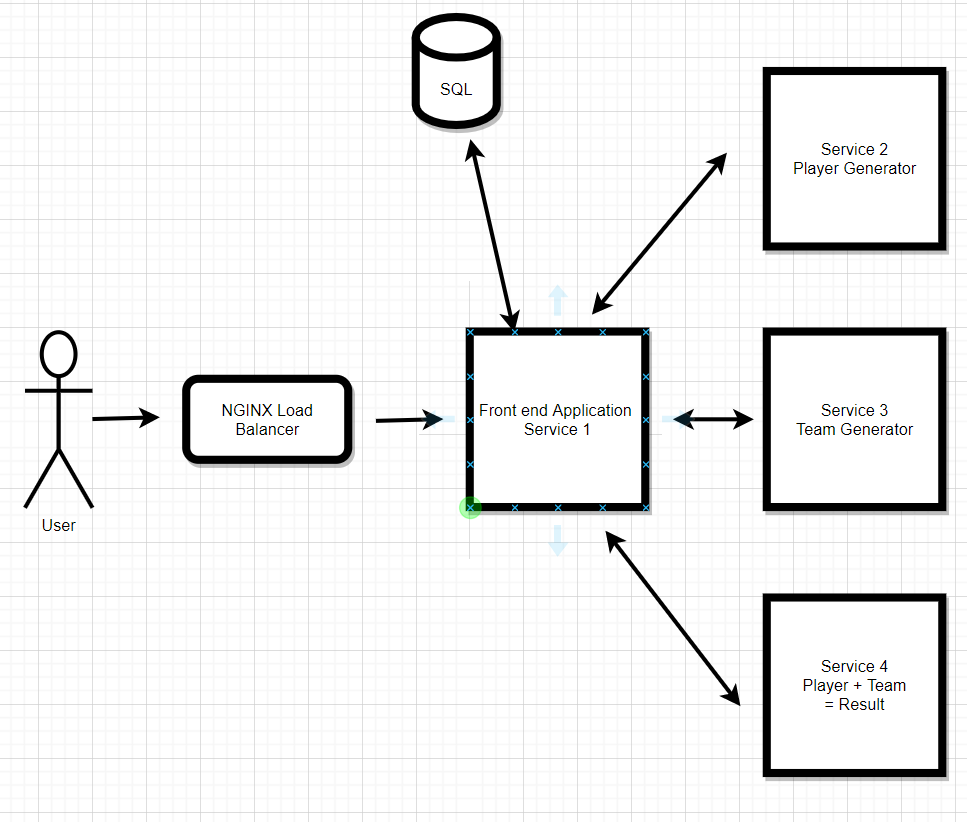 SQL
Service 2
Player Generator
NGINX Load
Balancer
Front end Application
Service 1
Service 3
Team Generator
User
Service 4
Player + Team
= Result